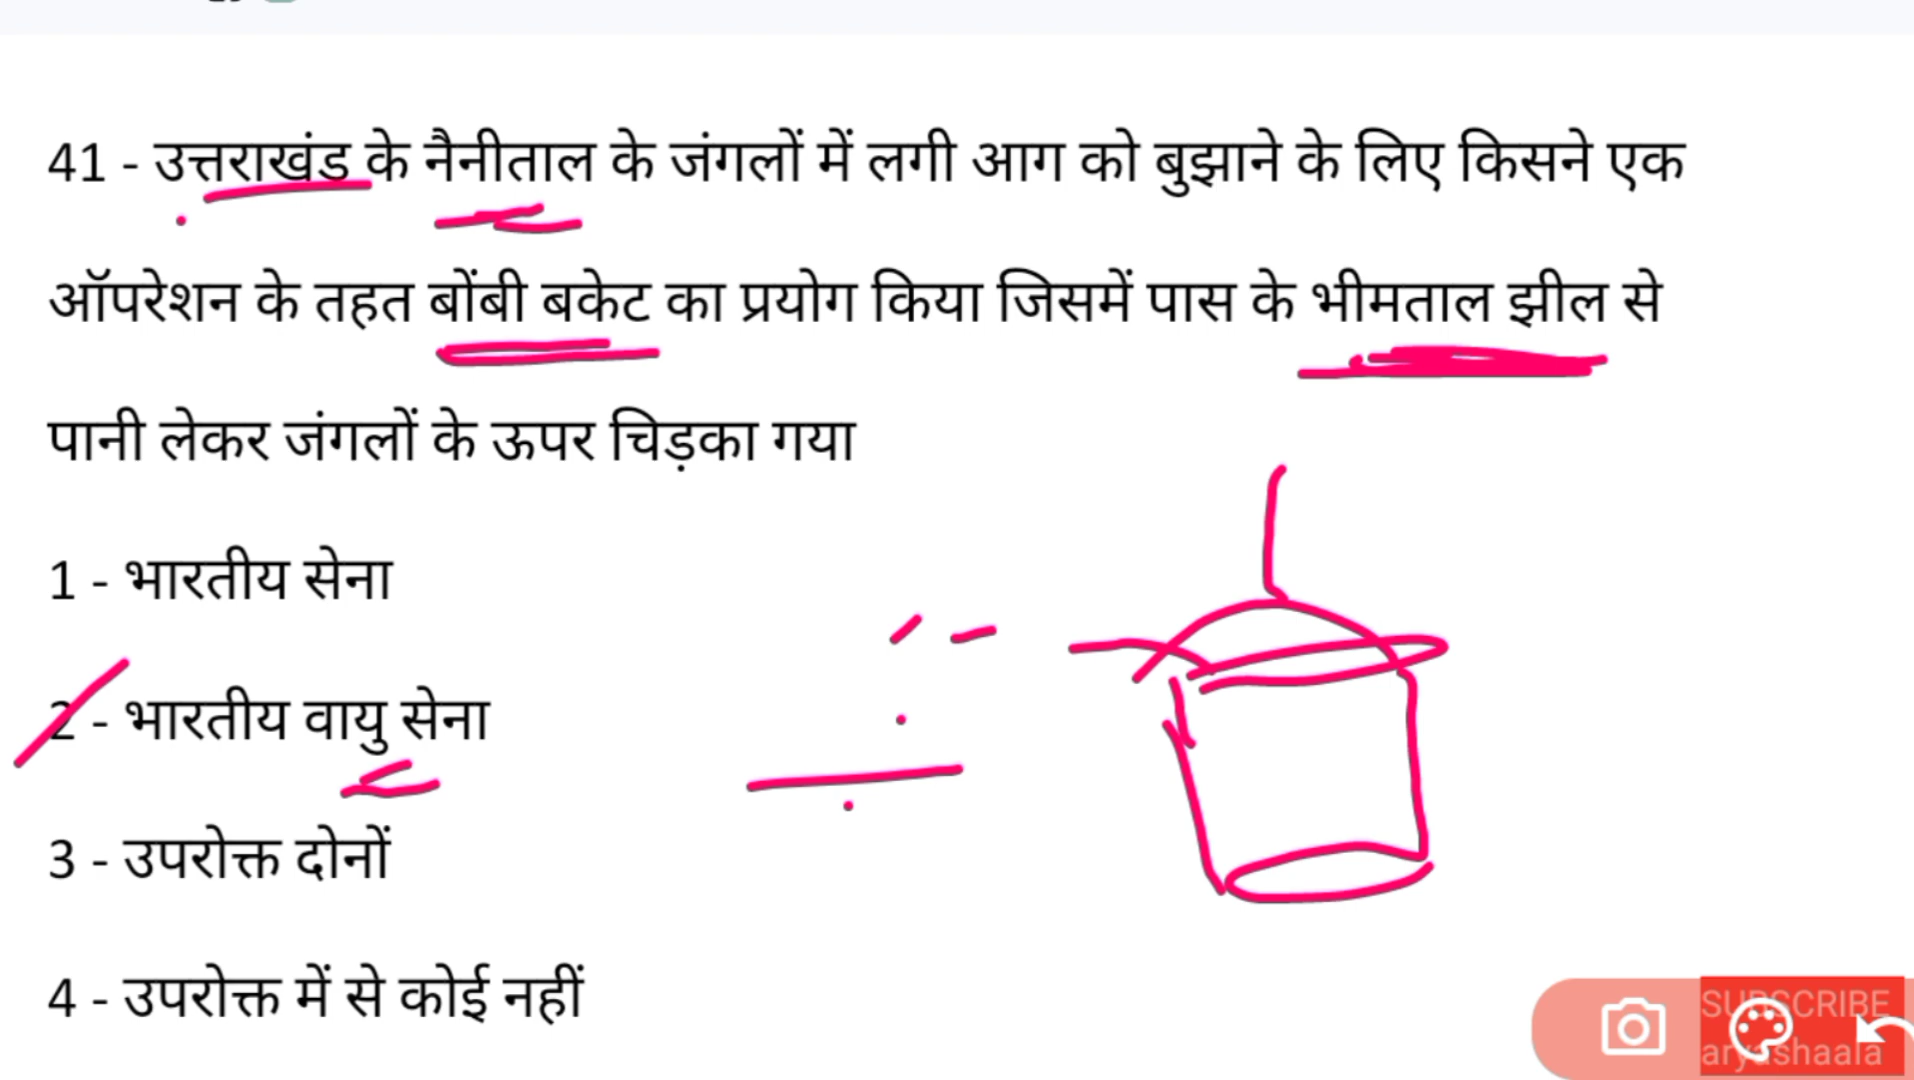 41 - उत्तराखंड के नैनीताल के जंगलों में लगी आग को बुझाने के लिए किसने एक
ऑपरेशन के तहत बोंबी बकेट का प्रयोग किया जिसमें पास के भीमताल झील से
पानी लेकर जंगलों के ऊपर चिड़का गया
1 - भारतीय सेना
2 - भारतीय वायु सेना
3 - उपरोक्त दोनों
4 - उपरोक्त में से कोई नहीं
SUBSCRIBE
aryashaala